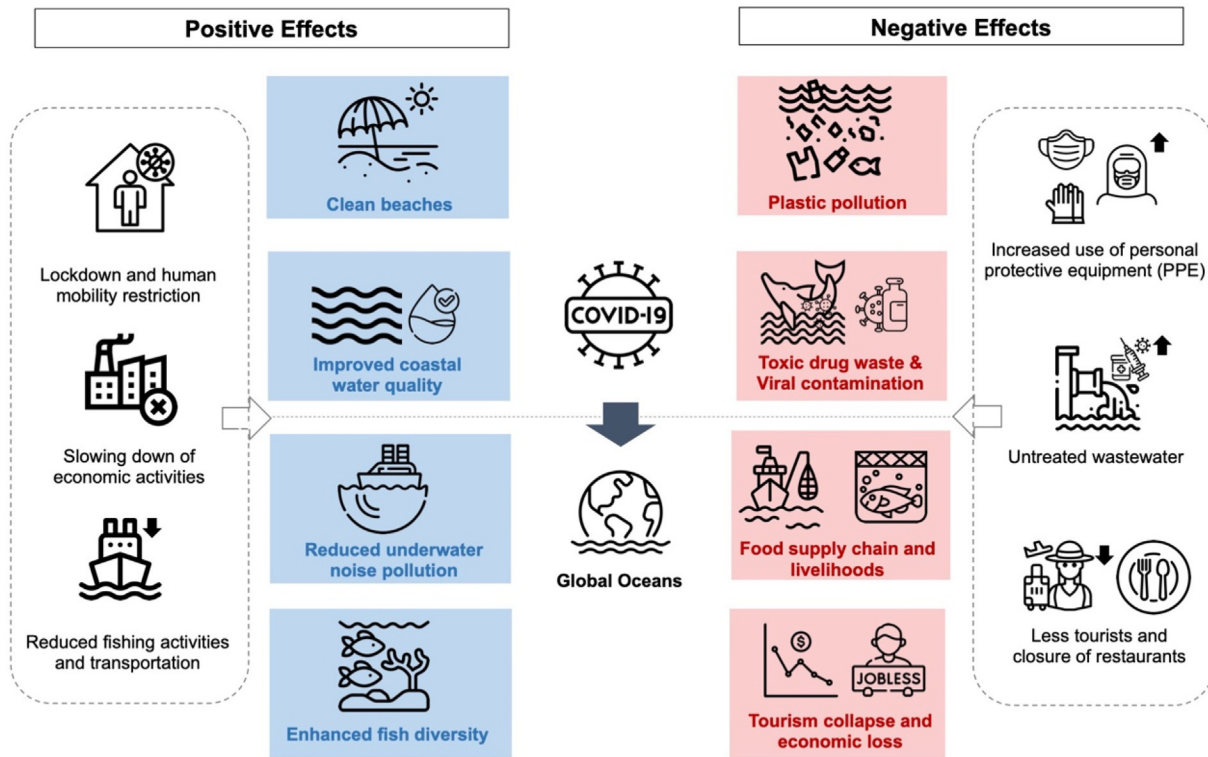 Positive Effects
Negative Effects
Lockdown and human
mobility restriction
Slowing down of
economic activities
Reduced fishing activities
and transportation
Clean beaches
Improved coastal
water quality
Reduced underwater
noise pollution
Enhanced fish diversity
COVID-19
Global Oceans
Plastic pollution
Toxic drug waste &
Viral contamination
Food supply chain and
livelihoods
$
JOBLESS
Tourism collapse and
economic loss
Increased use of personal
protective equipment (PPE)
Untreated wastewater
Less tourists and
closure of restaurants